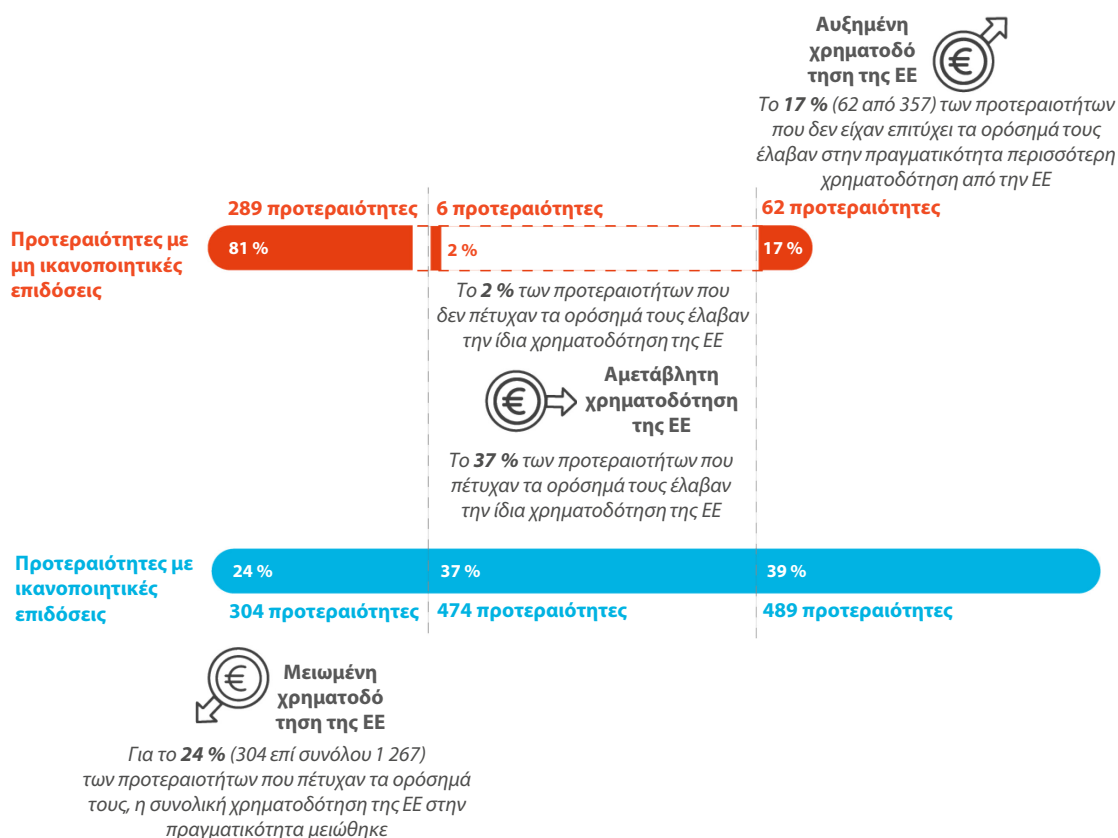 Αυξημένη
χρηματοδό
τηση της ΕΕ
Το 17 % (62 από 357) των προτεραιοτήτων
που δεν είχαν επιτύχει τα ορόσημά τους
έλαβαν στην πραγματικότητα περισσότερη
χρηματοδότηση από την ΕΕ
289 προτεραιότητες
6 προτεραιότητες
62 προτεραιότητες
Προτεραιότητες με
μη ικανοποιητικές
επιδόσεις
81 %
2 %
17 %
Το 2 % των προτεραιοτήτων που
δεν πέτυχαν τα ορόσημά τους έλαβαν
την ίδια χρηματοδότηση της ΕΕ
Αμετάβλητη
χρηματοδότηση
της ΕΕ
Το 37 % των προτεραιοτήτων που
πέτυχαν τα ορόσημά τους έλαβαν
την ίδια χρηματοδότηση της ΕΕ
Προτεραιότητες με
ικανοποιητικές
επιδόσεις
24 %
37 %
39 %
304 προτεραιότητες
474 προτεραιότητες
489 προτεραιότητες
Μειωμένη
χρηματοδό
τηση της ΕΕ
Για το 24 % (304 επί συνόλου 1 267)
των προτεραιοτήτων που πέτυχαν τα ορόσημά
τους, η συνολική χρηματοδότηση της ΕΕ στην
πραγματικότητα μειώθηκε